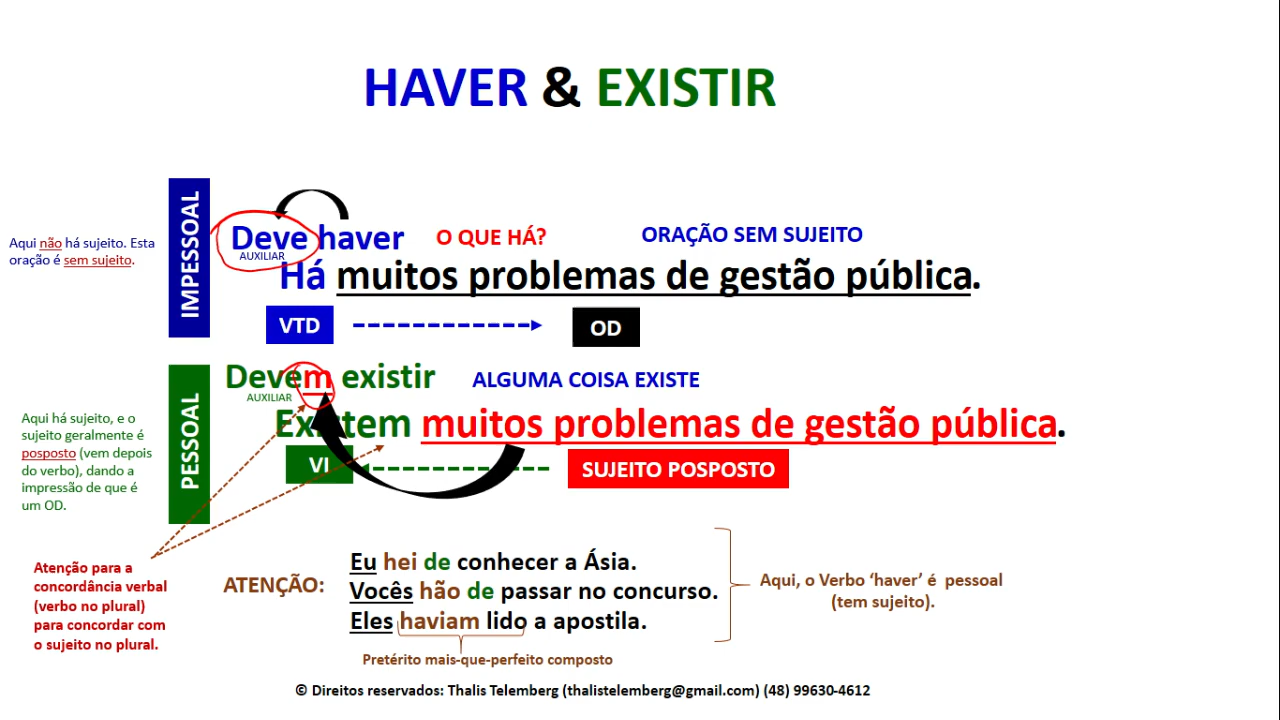 HAVER & EXISTIR
IMPESSOAL
Aqui não há sujeito. Esta
oração é sem sujeito.
Deve haver
AUXILIAR
O QUE HÁ?
ORAÇÃO SEM SUJEITO
Há muitos problemas de gestão pública.
VTD
OD
PESSOAL
Aqui há sujeito, e o
sujeito geralmente é
posposto (vem depois
do verbo), dando a
impressão de que é
um OD.
Devem existir
AUXILIAR
ALGUMA COISA EXISTE
Existem muitos problemas de gestão pública.
VI
SUJEITO POSPOSTO
Atenção para a
concordância verbal
(verbo no plural)
para concordar com
o sujeito no plural.
ATENÇÃO:
Eu hei de conhecer a Ásia.
Vocês hão de passar no concurso.
Eles haviam lido a apostila.
Pretérito mais-que-perfeito composto
Aqui, o Verbo ‘haver’ é pessoal
(tem sujeito).
© Direitos reservados: Thalis Telemberg (thalistelemberg@gmail.com) (48) 99630-4612